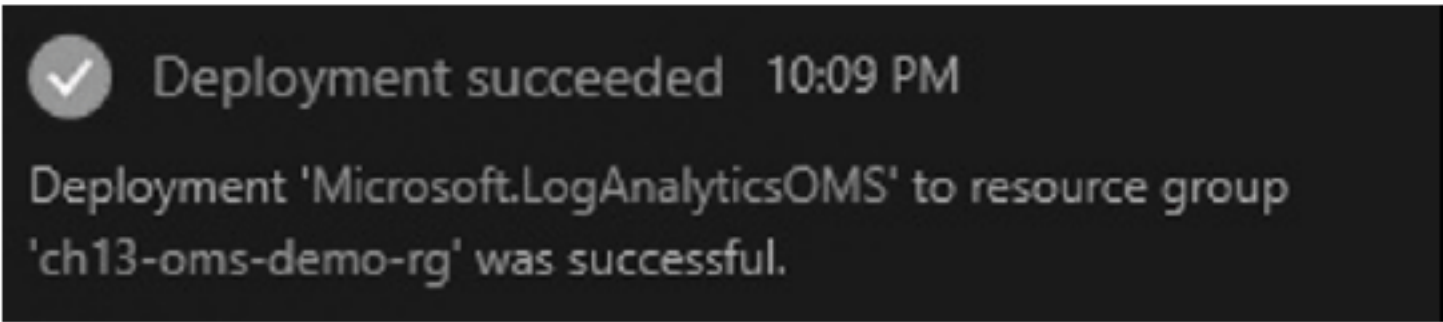 Deployment succeeded 10:09 PM
Deployment 'Microsoft.LogAnalyticsOMS' to resource group
'ch13-oms-demo-rg' was successful.